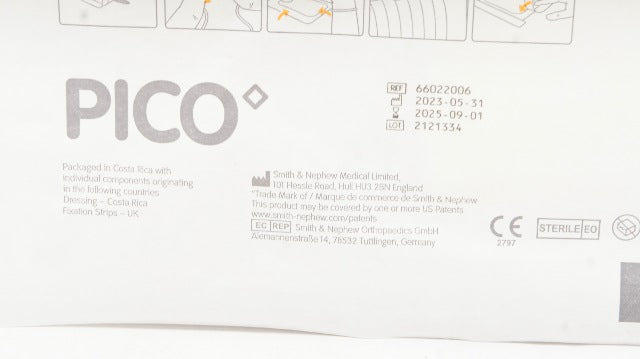 PICO
REF 66022006
2023-05-31
2025-09-01
LOT 2121334
Packaged in Costa Rica with
individual components originating
in the following countries
Dressing – Costa Rica
Fixation Strips – UK
Smith & Nephew Medical Limited,
101 Hessle Road, Hull HU3 2BN England
*Trade Mark of / Marque de commerce de Smith & Nephew
This product may be covered by one or more US Patents
www.smith-nephew.com/patents
EC REP Smith & Nephew Orthopaedics GmbH
Alemannenstraße 14, 78532 Tuttlingen, Germany
CE
2797
STERILE EO